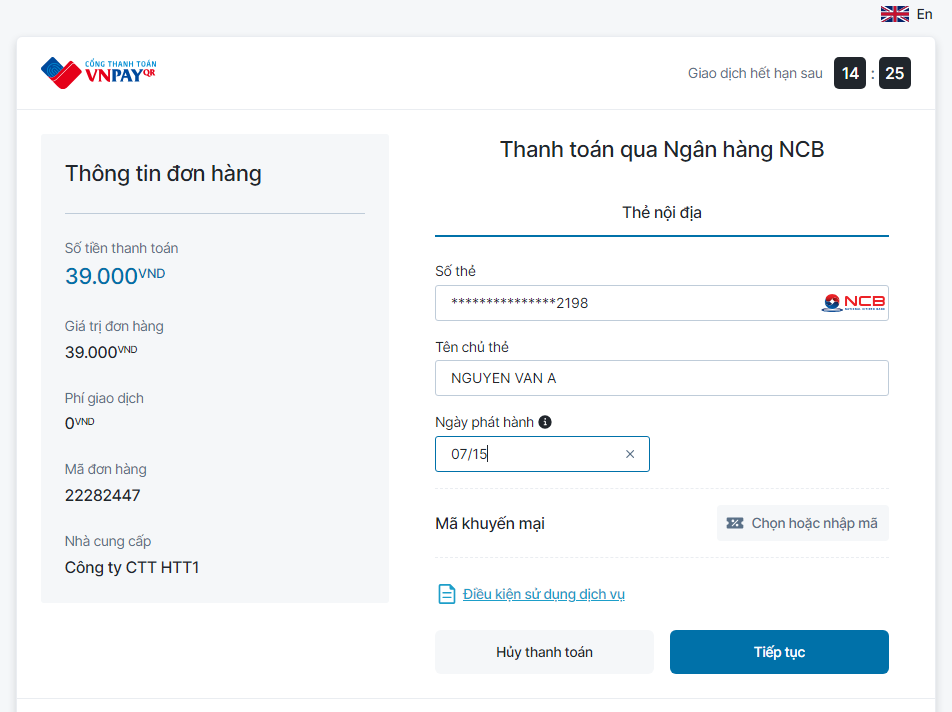 En
CỔNG THANH TOÁN
VNPAYQR
Giao dịch hết hạn sau 14 : 25
Thông tin đơn hàng
Số tiền thanh toán
39.000VND
Giá trị đơn hàng
39.000VND
Phí giao dịch
0VND
Mã đơn hàng
22282447
Nhà cung cấp
Công ty CTT HTT1
Thanh toán qua Ngân hàng NCB
Thẻ nội địa
Số thẻ
***************2198
NCB
Tên chủ thẻ
NGUYEN VAN A
Ngày phát hành
07/15
Mã khuyến mại
Chọn hoặc nhập mã
Điều kiện sử dụng dịch vụ
Hủy thanh toán
Tiếp tục